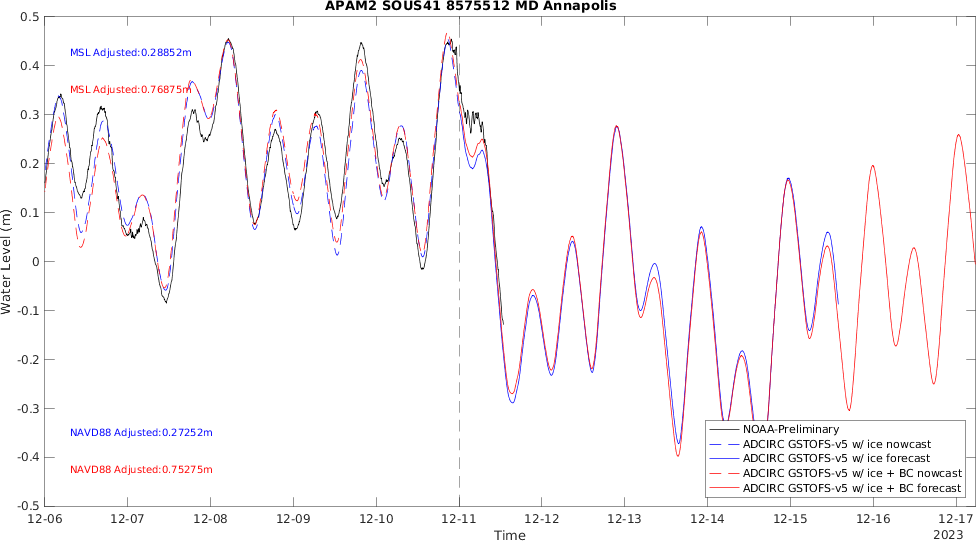 APAM2 SOUS41 8575512 MD Annapolis
0.5
0.4
0.3
0.2
0.1
0
-0.1
-0.2
-0.3
-0.4
-0.5
Water Level (m)
MSL Adjusted:0.28852m
MSL Adjusted:0.76875m
NAVD88 Adjusted:0.27252m
NAVD88 Adjusted:0.75275m
NOAA-Preliminary
ADCIRC GSTOFS-v5 w/ ice nowcast
ADCIRC GSTOFS-v5 w/ ice forecast
ADCIRC GSTOFS-v5 w/ ice + BC nowcast
ADCIRC GSTOFS-v5 w/ ice + BC forecast
12-06 12-07 12-08 12-09 12-10 12-11 12-12 12-13 12-14 12-15 12-16 12-17
Time
2023